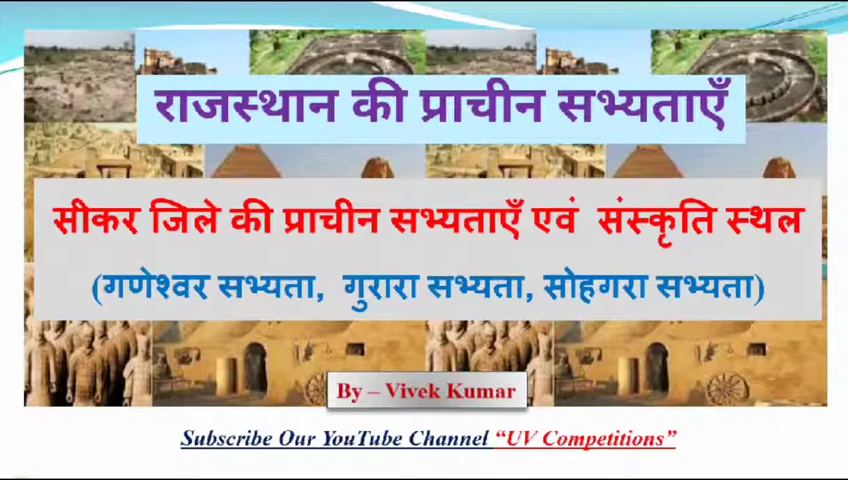 राजस्थान की प्राचीन सभ्यताएँ
सीकर जिले की प्राचीन सभ्यताएँ एवं संस्कृति स्थल
(गणेश्वर सभ्यता, गुरारा सभ्यता, सोहगरा सभ्यता)
By – Vivek Kumar
Subscribe Our YouTube Channel “UV Competitions”